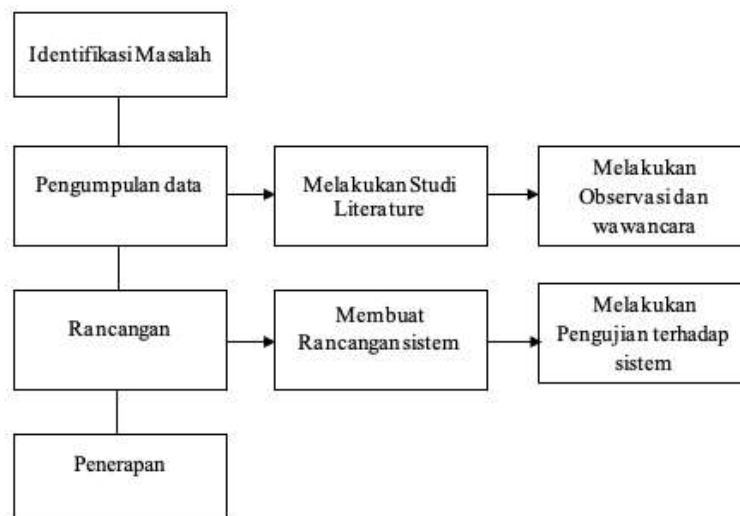 Identifikasi Masalah
Pengumpulan data
Melakukan Studi
Literature
Melakukan
Observasi dan
wawancara
Rancangan
Membuat
Rancangan sistem
Melakukan
Pengujian terhadap
sistem
Penerapan